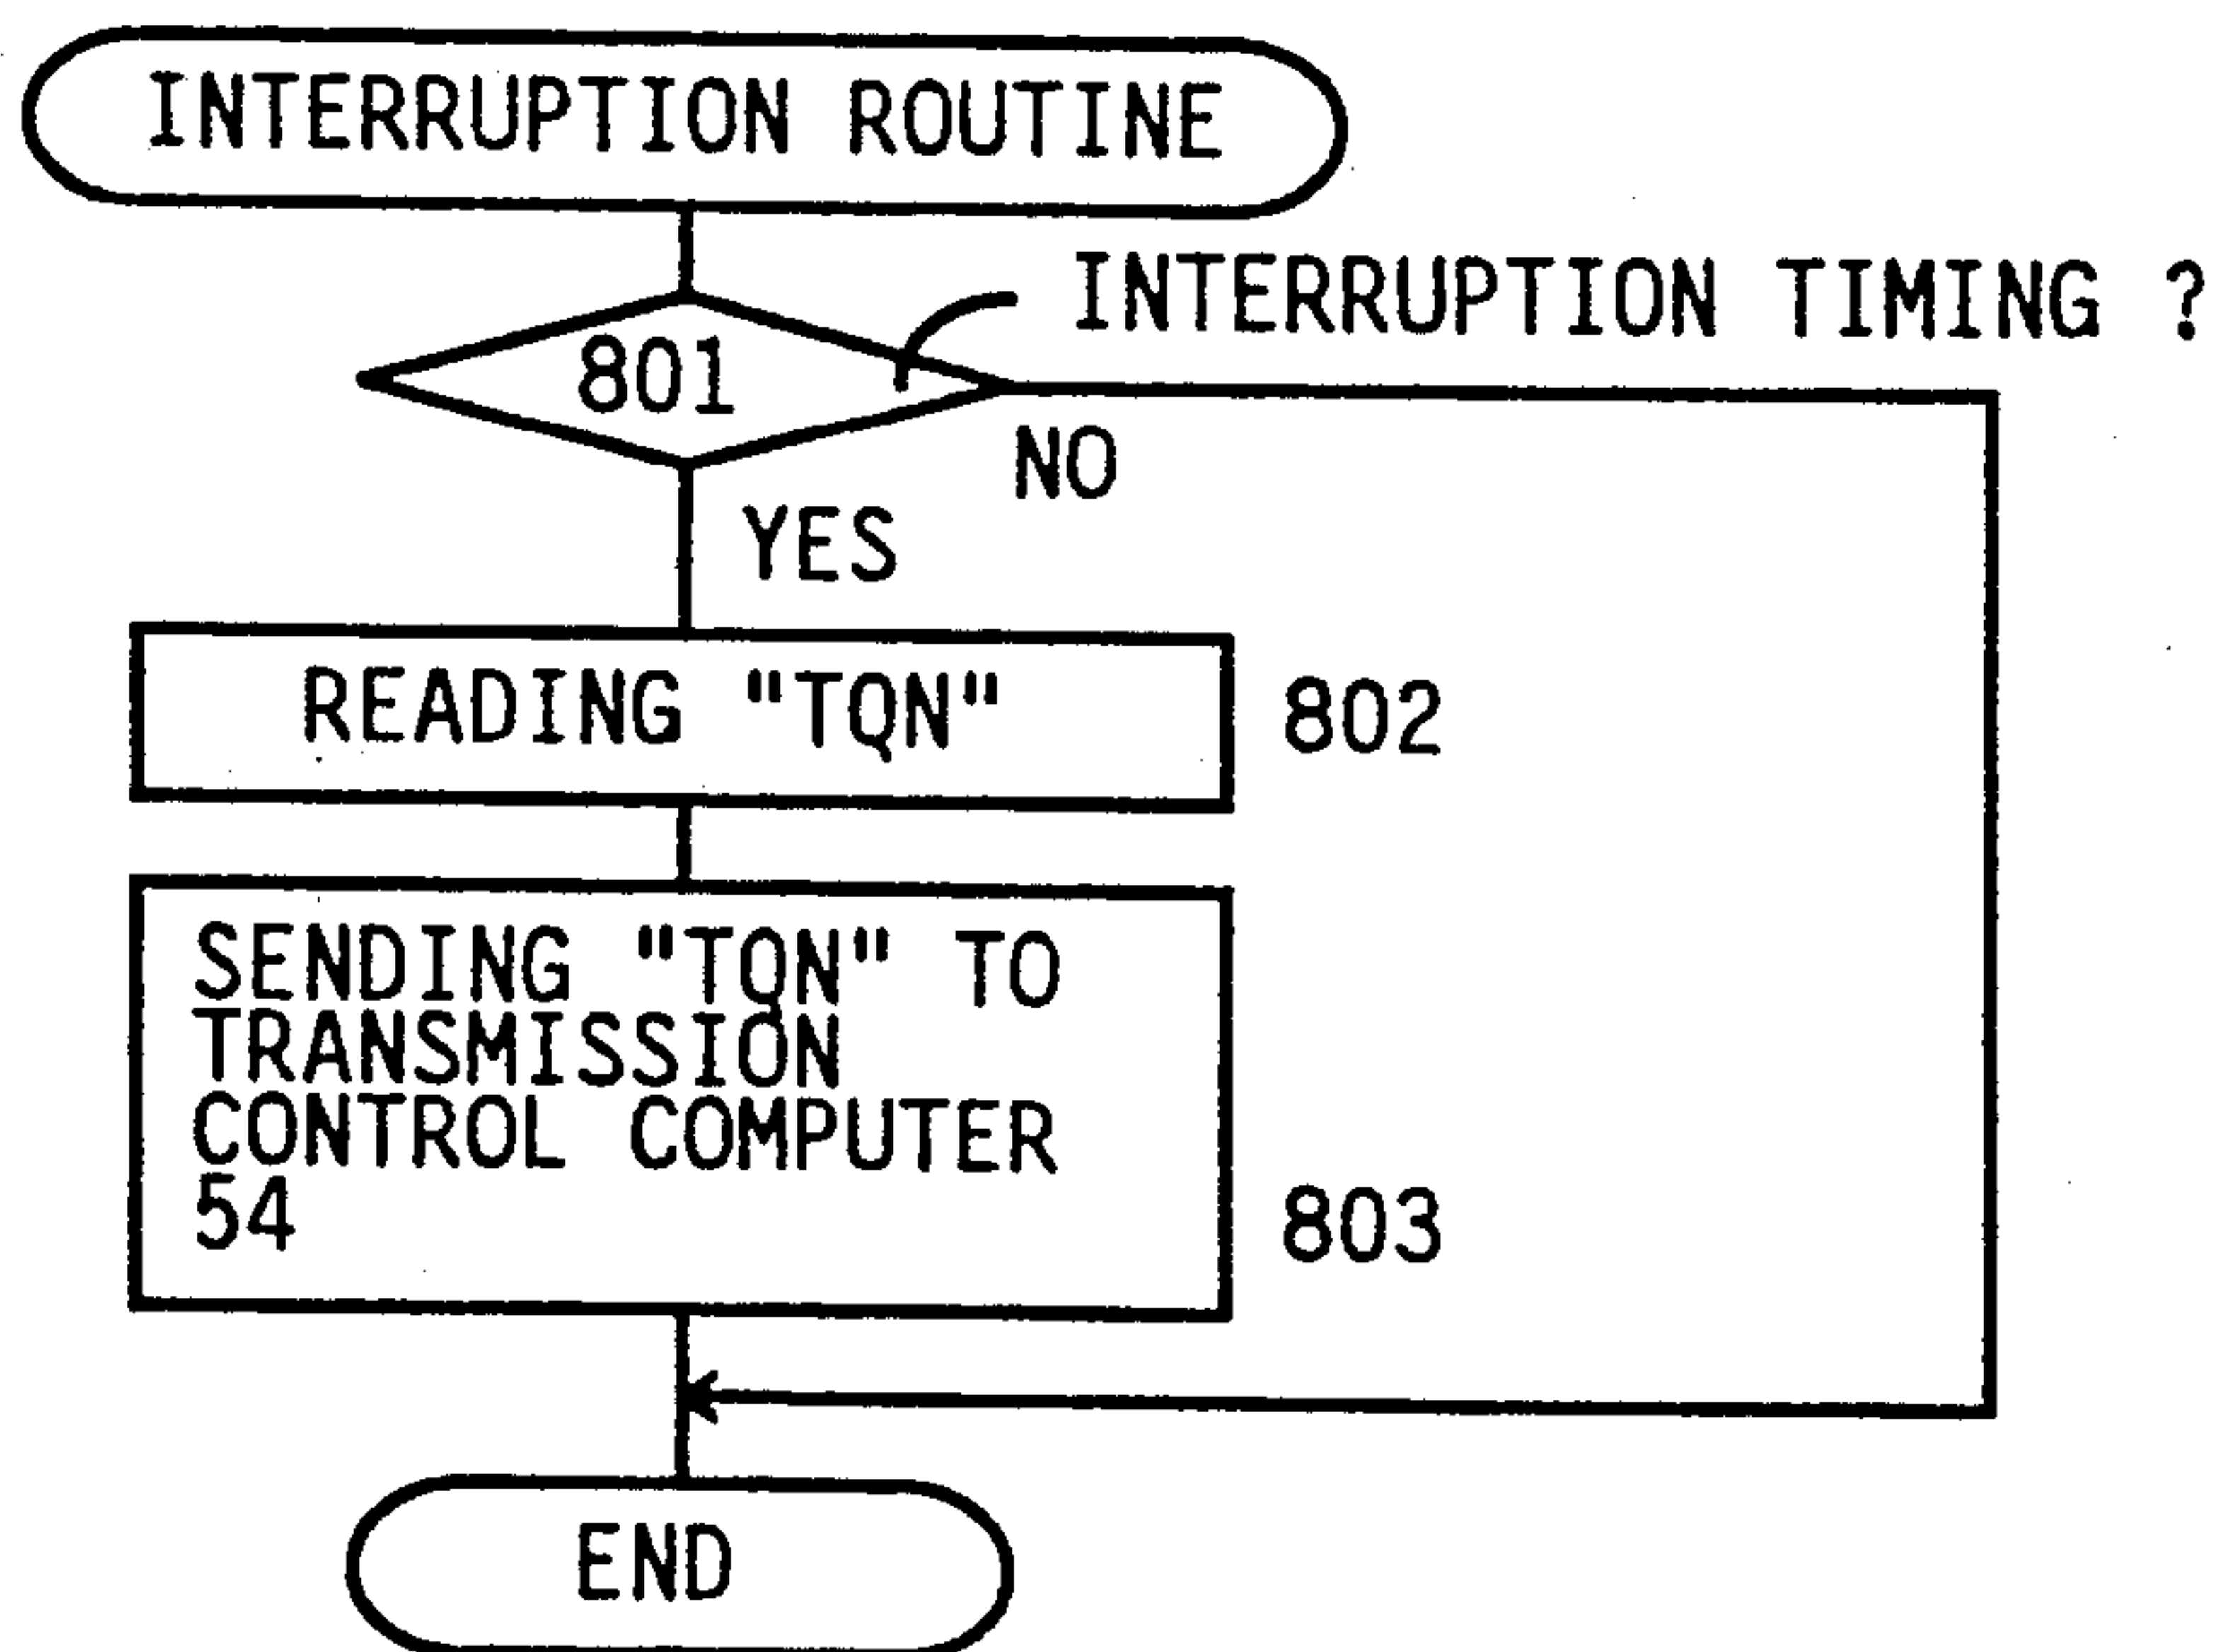 INTERRUPTION ROUTINE
INTERRUPTION TIMING ?
801
NO
YES
READING "TQN"
802
SENDING "TQN" TO
TRANSMISSION
CONTROL COMPUTER
54
803
END